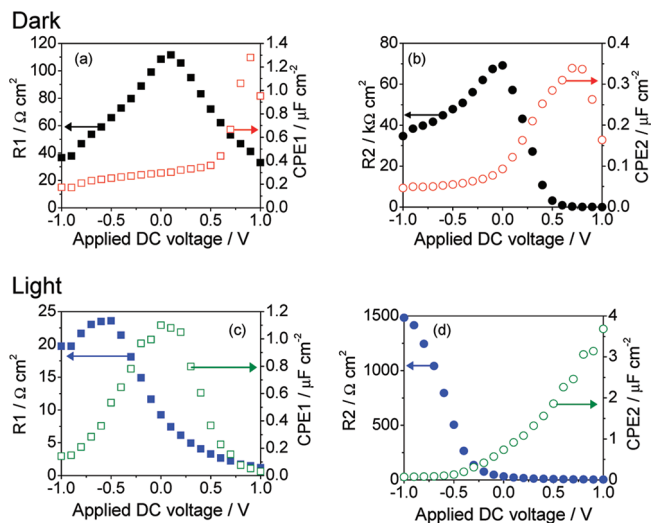 Dark
(a)
R1 / Ω cm²
120
100
80
60
40
20
0
CPE1 / μF cm⁻²
1.4
1.2
1.0
0.8
0.6
0.4
0.2
0.0
-1.0 -0.5 0.0 0.5 1.0
Applied DC voltage / V
(b)
R2 / kΩ cm²
80
60
40
20
0
CPE2 / μF cm⁻²
0.4
0.3
0.2
0.1
0.0
-1.0 -0.5 0.0 0.5 1.0
Applied DC voltage / V
Light
(c)
R1 / Ω cm²
25
20
15
10
5
0
CPE1 / μF cm⁻²
1.2
1.0
0.8
0.6
0.4
0.2
0.0
-1.0 -0.5 0.0 0.5 1.0
Applied DC voltage / V
(d)
R2 / Ω cm²
1500
1000
500
0
CPE2 / μF cm⁻²
4
3
2
1
0
-1.0 -0.5 0.0 0.5 1.0
Applied DC voltage / V